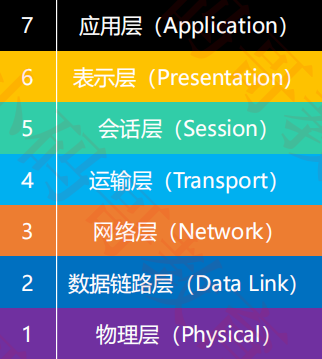 7 应用层（Application）
6 表示层（Presentation）
5 会话层（Session）
4 运输层（Transport）
3 网络层（Network）
2 数据链路层（Data Link）
1 物理层（Physical）